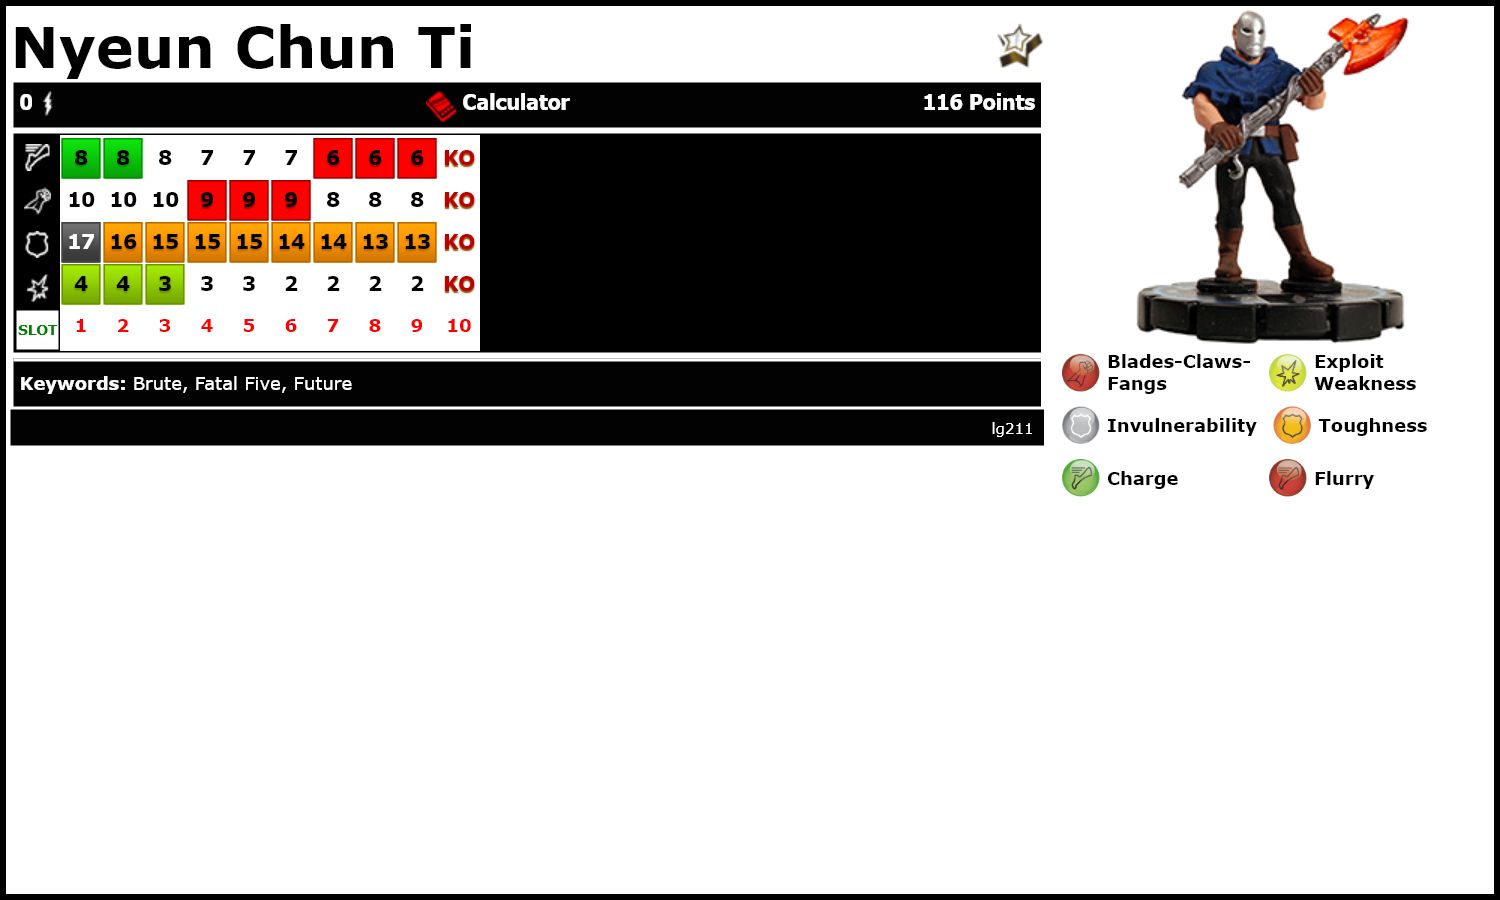 Nyeun Chun Ti
0 Calculator 116 Points
8 8 8 7 7 7 6 6 6 KO
10 10 10 9 9 9 8 8 8 KO
17 16 15 15 15 14 14 13 13 KO
4 4 3 3 3 2 2 2 2 KO
SLOT 1 2 3 4 5 6 7 8 9 10
Keywords: Brute, Fatal Five, Future
lg211
Blades-Claws-
Fangs
Exploit
Weakness
Invulnerability
Toughness
Charge
Flurry